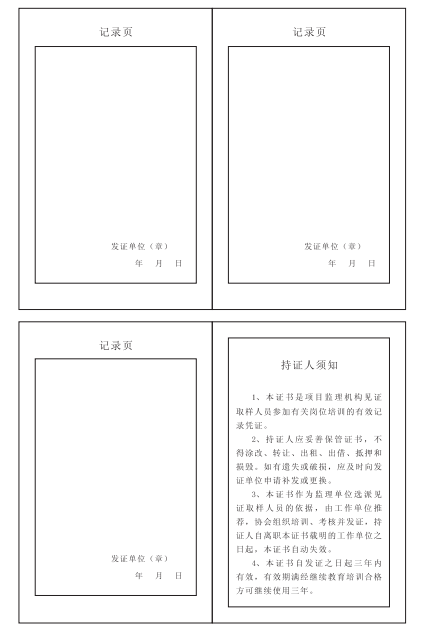 记录页
发证单位（章）
年 月 日
记录页
发证单位（章）
年 月 日
记录页
发证单位（章）
年 月 日
持证人须知
1、本证书是项目监理机构见证
取样人员参加有关岗位培训的有效记
录凭证。
2、持证人应妥善保管证书，不
得涂改、转让、出租、出借、抵押和
损毁。如有遗失或破损，应及时向发
证单位申请补发或更换。
3、本证书作为监理单位选派见
证取样人员的依据，由工作单位推
荐，协会组织培训、考核并发证，持
证人自离职本证书载明的工作单位之
日起，本证书自动失效。
4、本证书自发证之日起三年内
有效，有效期满经继续教育培训合格
方可继续使用三年。